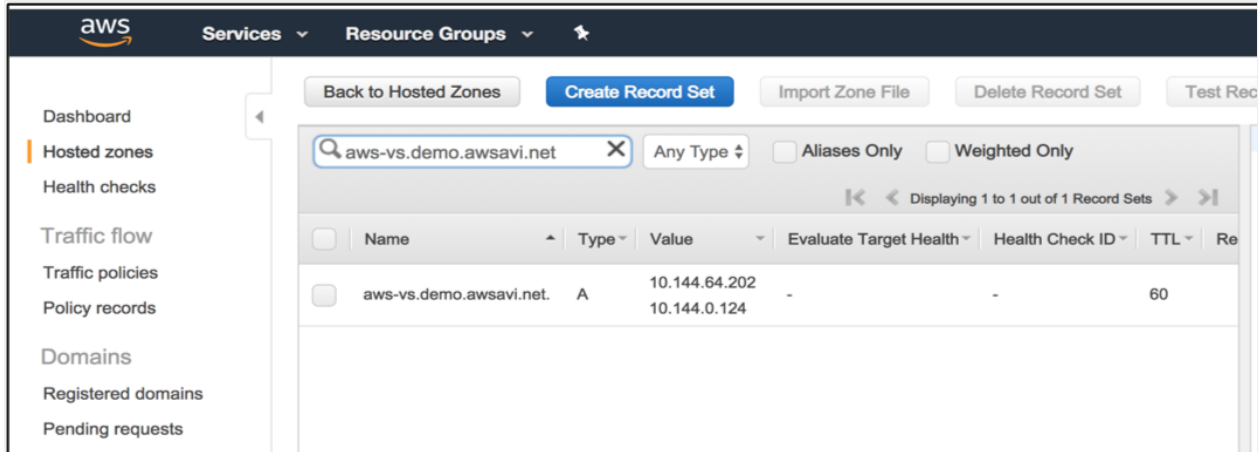 aws Services Resource Groups
Back to Hosted Zones Create Record Set Import Zone File Delete Record Set Test Rec
Dashboard
Hosted zones
Health checks
Traffic flow
Traffic policies
Policy records
Domains
Registered domains
Pending requests
aws-vs.demo.awsavi.net Any Type Aliases Only Weighted Only
Displaying 1 to 1 out of 1 Record Sets
Name Type Value Evaluate Target Health Health Check ID TTL Re
aws-vs.demo.awsavi.net. A 10.144.64.202 - - 60
10.144.0.124